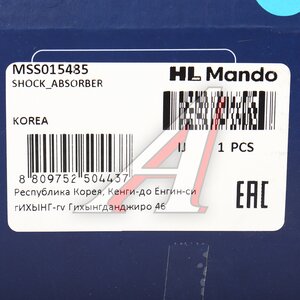 MSS015485
SHOCK_ABSORBER
HL Mando
KOREA
IJ 1 PCS
8 809752 504437
EAC
Республика Корея, Кенги-до Енгин-си
гИХЫНГ-гу Гихынгданджиро 46